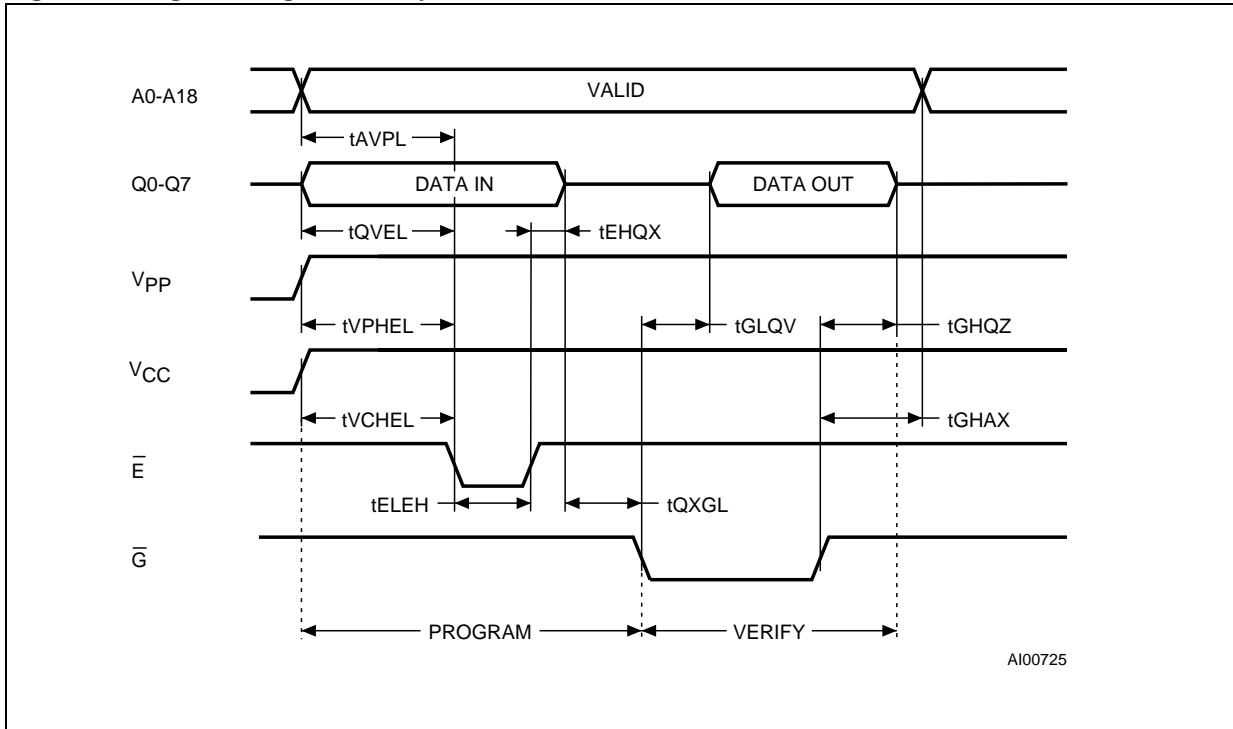 A0-A18
VALID
tAVPL
Q0-Q7
DATA IN
DATA OUT
tQVEL
tEHQX
VPP
tVPHEL
tGLQV
tGHQZ
VCC
tVCHEL
tGHAX
E̅
tELEH
tQXGL
G̅
PROGRAM
VERIFY
AI00725